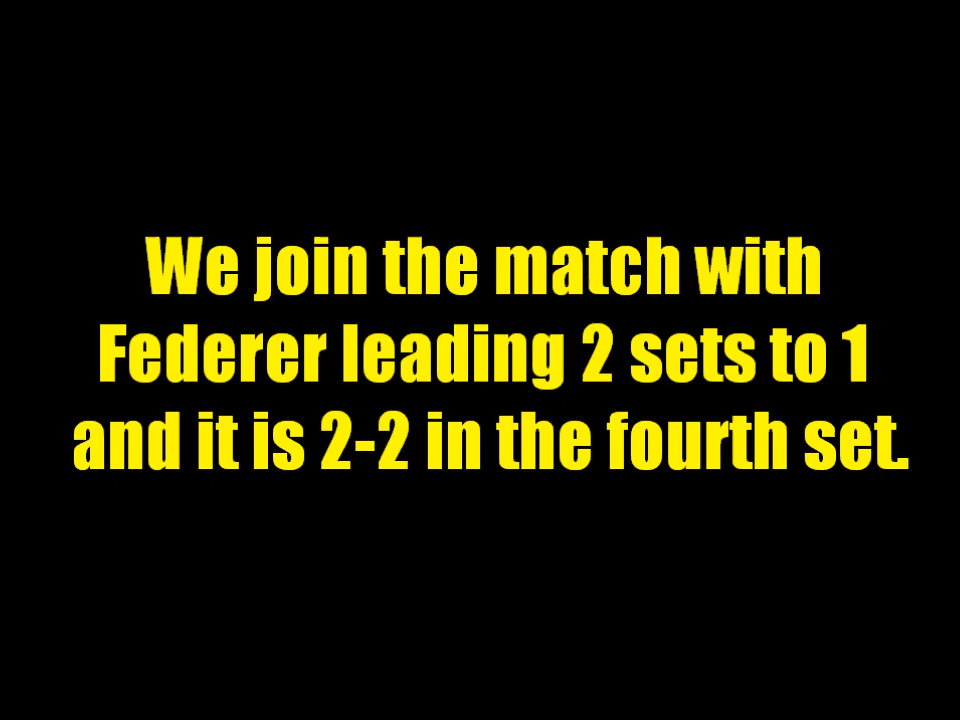 We join the match with
Federer leading 2 sets to 1
and it is 2-2 in the fourth set.